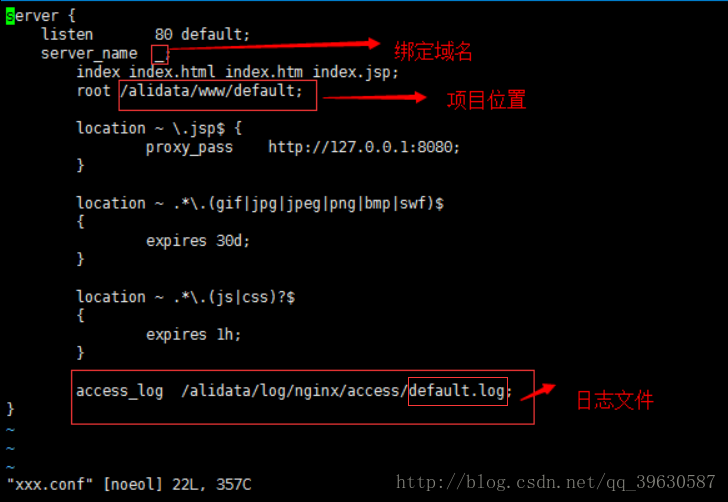 server {
listen 80 default;
server_name _; 绑定域名
index index.html index.htm index.jsp;
root /alidata/www/default; 项目位置
location ~ \.jsp$ {
proxy_pass http://127.0.0.1:8080;
}
location ~ .*\.(gif|jpg|jpeg|png|bmp|swf)$
{
expires 30d;
}
location ~ .*\.(js|css)?$
{
expires 1h;
}
access_log /alidata/log/nginx/access/default.log; 日志文件
}
~
~
~
"xxx.conf" [noeol] 22L, 357C
http://blog.csdn.net/qq_39630587